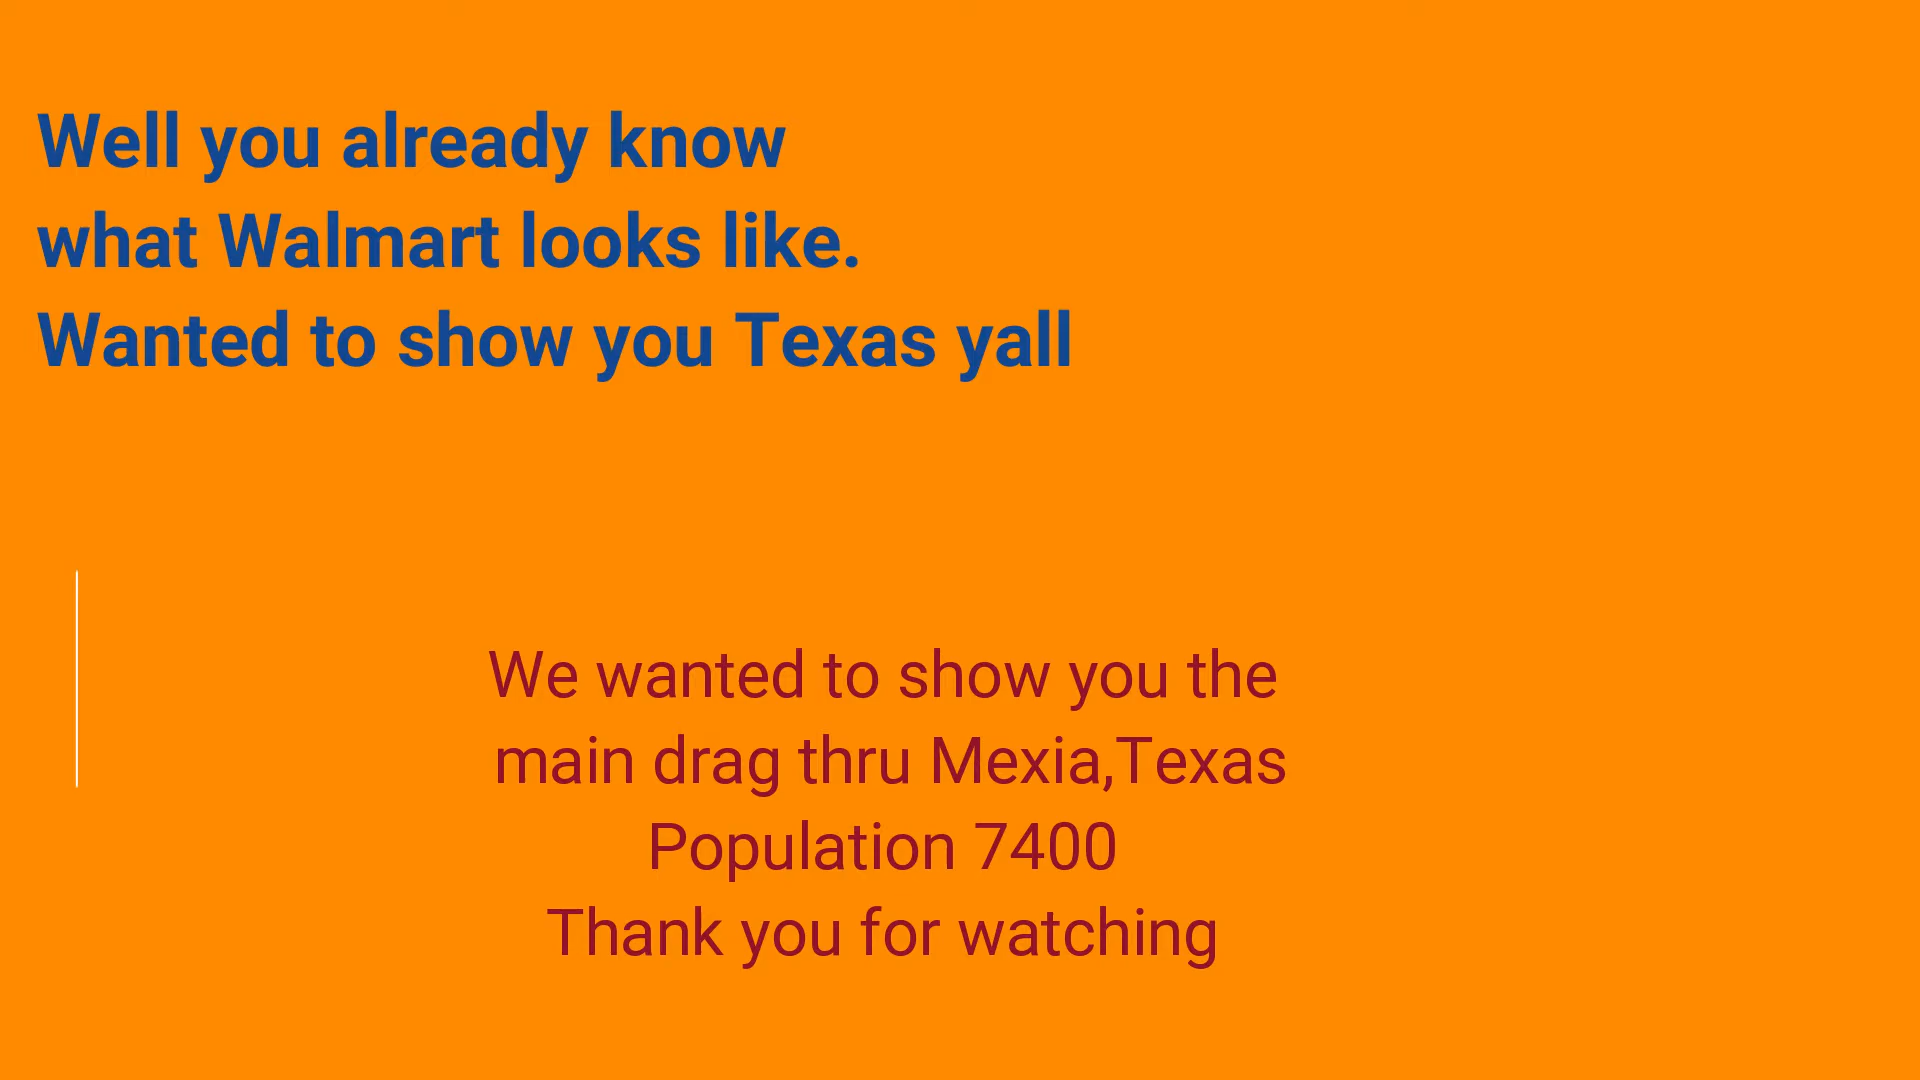 Well you already know
what Walmart looks like.
Wanted to show you Texas yall
We wanted to show you the
main drag thru Mexia,Texas
Population 7400
Thank you for watching